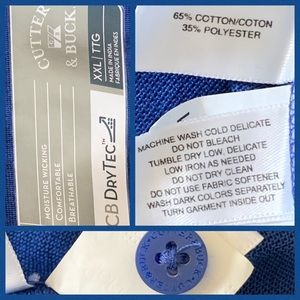 CUTTER
& BUCK
MOISTURE WICKING
COMFORTABLE
BREATHABLE
CB DRYTEC™
XXL / TTG
MADE IN INDIA
FABRIQUÉ EN INDES
65% COTTON/COTON
35% POLYESTER
MACHINE WASH COLD DELICATE
DO NOT BLEACH
TUMBLE DRY LOW, DELICATE
LOW IRON AS NEEDED
DO NOT DRY CLEAN
DO NOT USE FABRIC SOFTENER
WASH DARK COLORS SEPARATELY
TURN GARMENT INSIDE OUT